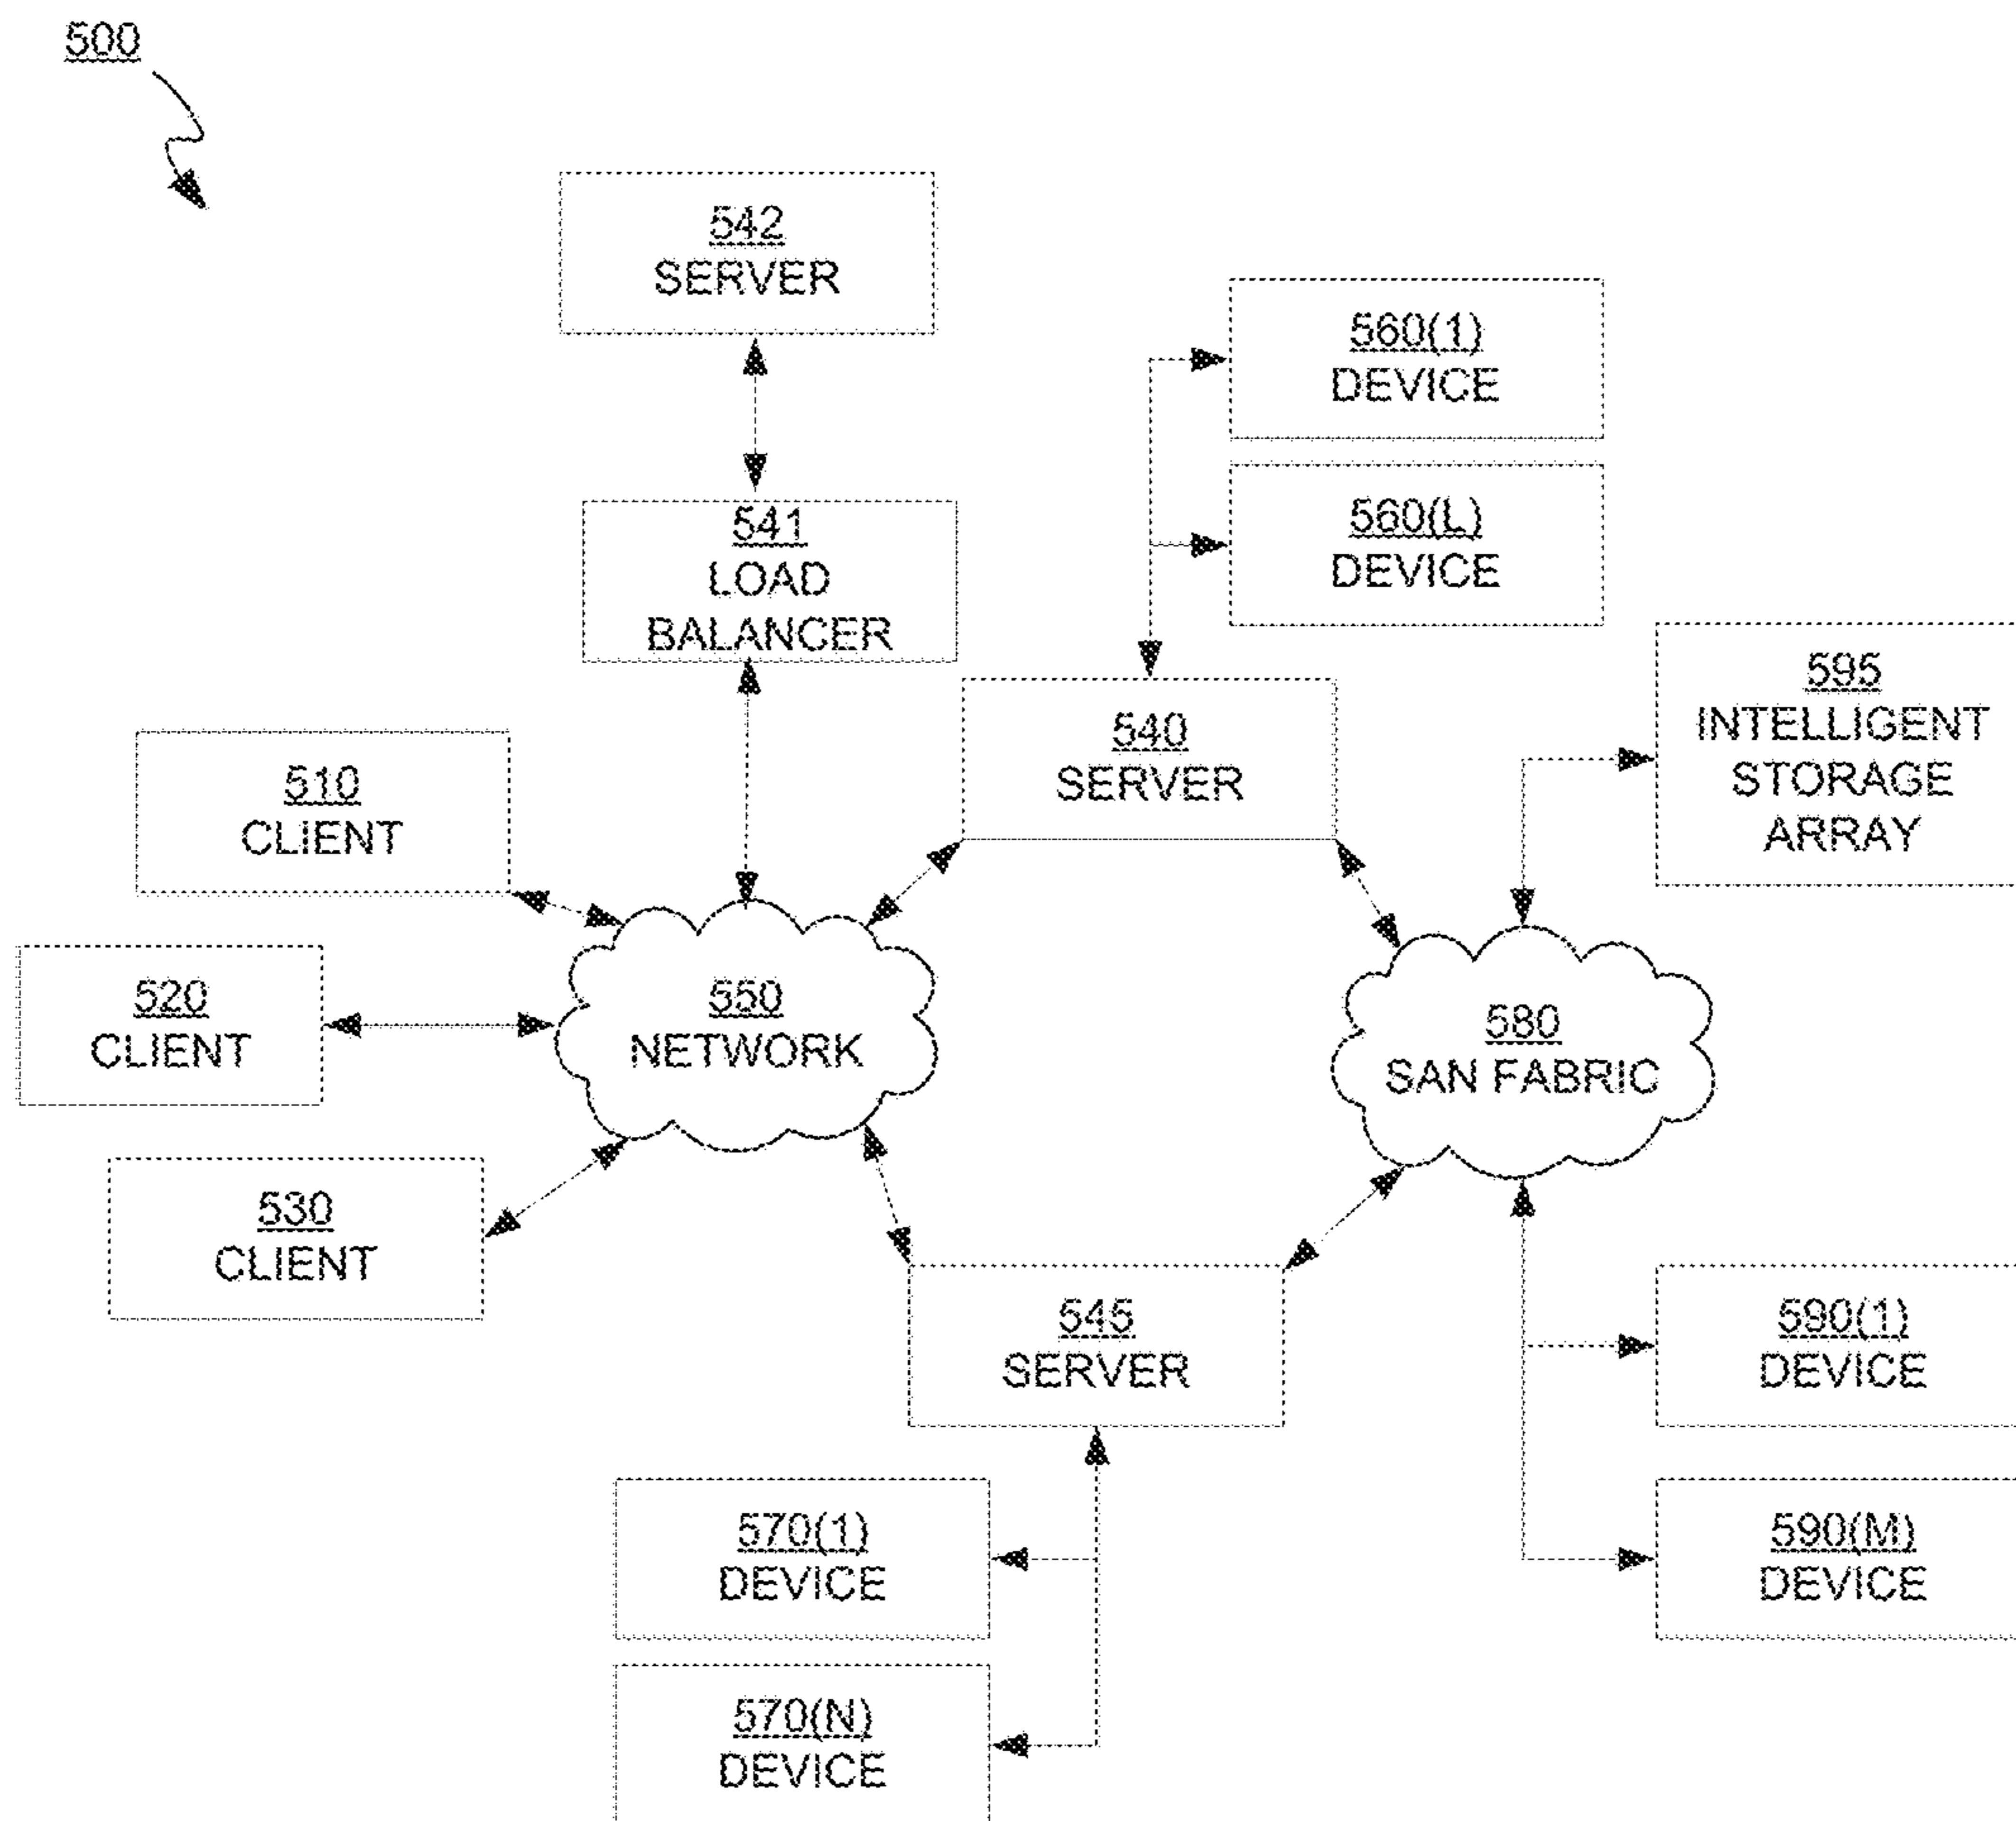 500
542
SERVER
560(1)
DEVICE
560(L)
DEVICE
541
LOAD
BALANCER
595
INTELLIGENT
STORAGE
ARRAY
540
SERVER
510
CLIENT
520
CLIENT
550
NETWORK
580
SAN FABRIC
530
CLIENT
545
SERVER
590(1)
DEVICE
570(1)
DEVICE
590(M)
DEVICE
570(N)
DEVICE